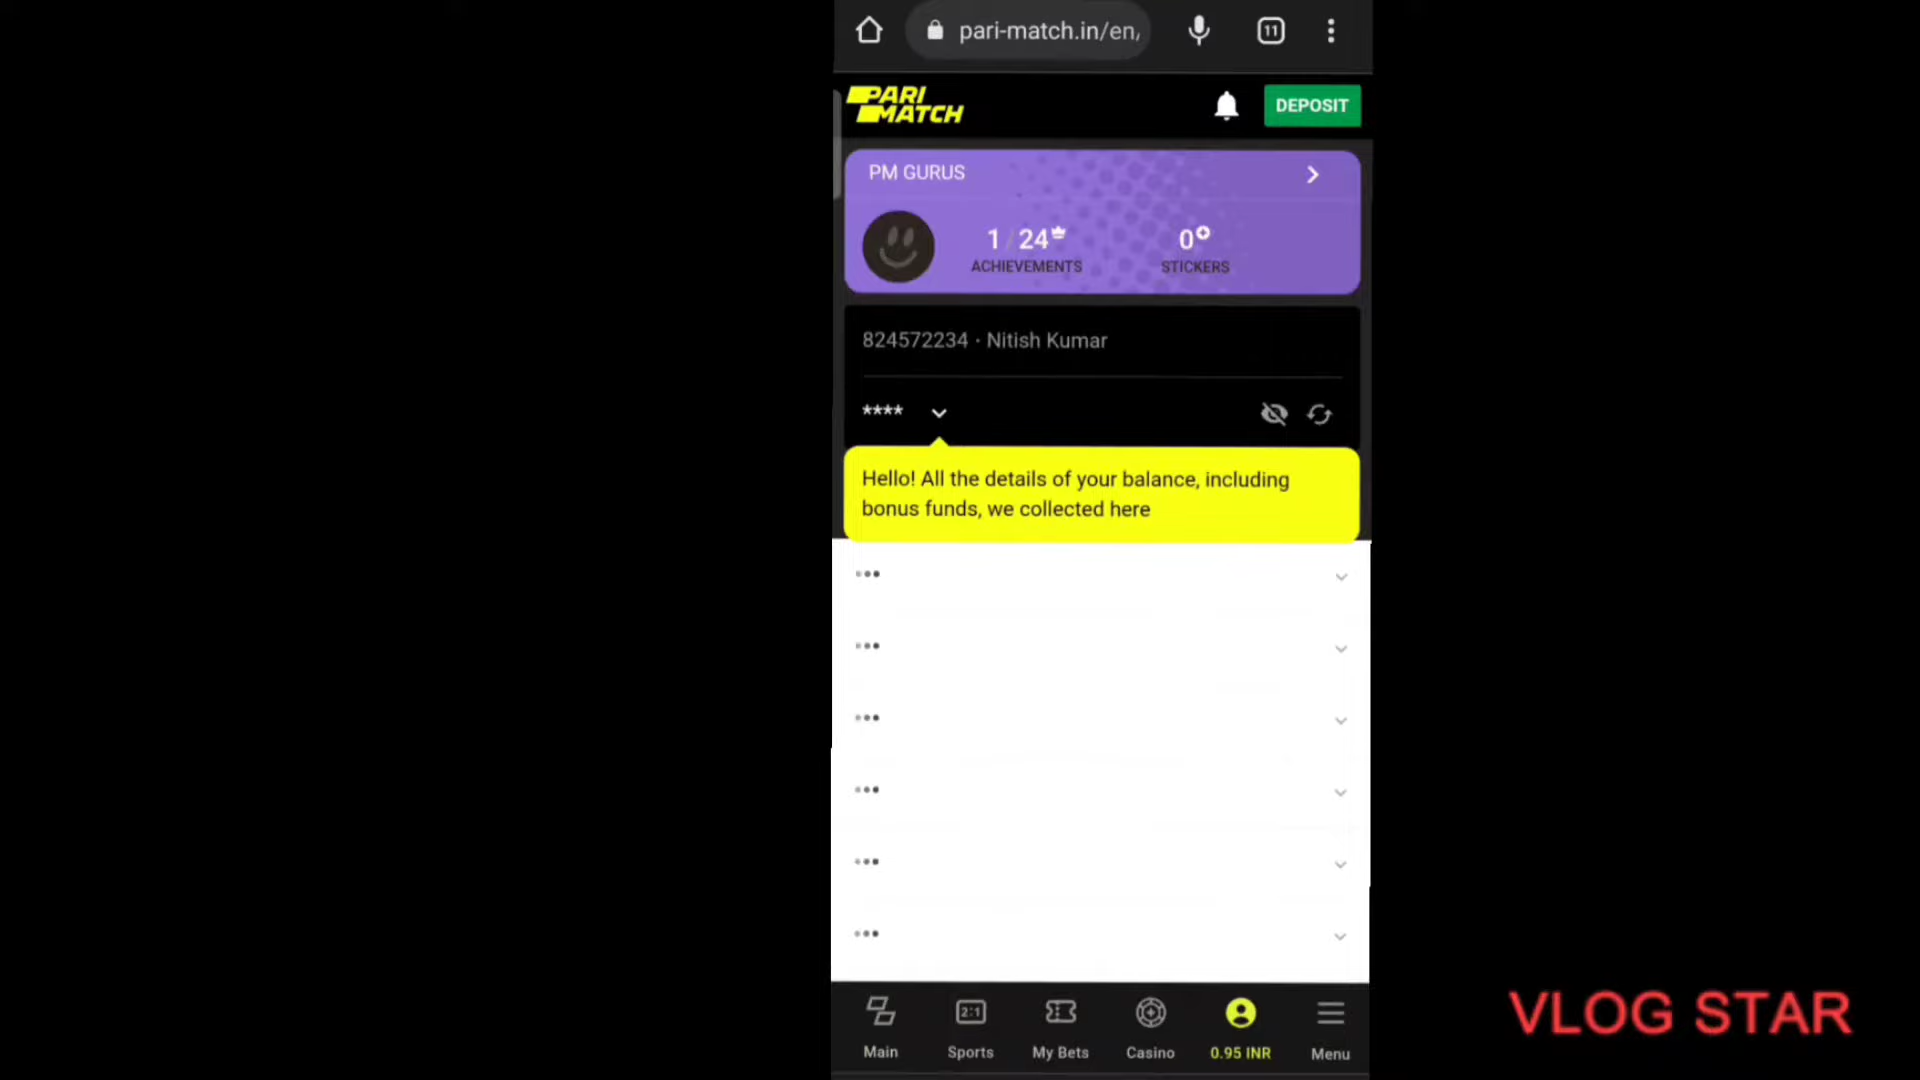 pari-match.in/en,
11
PARI
MATCH
DEPOSIT
PM GURUS
1/24
0
ACHIEVEMENTS
STICKERS
824572234 · Nitish Kumar
****
Hello! All the details of your balance, including
bonus funds, we collected here
2:1
Main
Sports
My Bets
Casino
0.95 INR
Menu
VLOG STAR